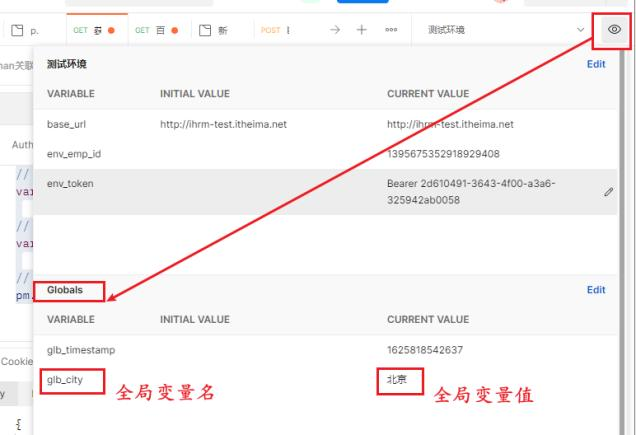 p.
GET 获
GET 百
新
POST
测试环境
nan关联
测试环境
Edit
VARIABLE INITIAL VALUE CURRENT VALUE
base_url http://ihrm-test.itheima.net http://ihrm-test.itheima.net
env_emp_id 1395675352918929408
env_token Bearer 2d610491-3643-4f00-a3a6-
325942ab0058
Auth
//
var
//
var
//
pm.
Globals
Edit
VARIABLE INITIAL VALUE CURRENT VALUE
glb_timestamp 1625818542637
Cookie
glb_city 全局变量名 北京 全局变量值
y
{